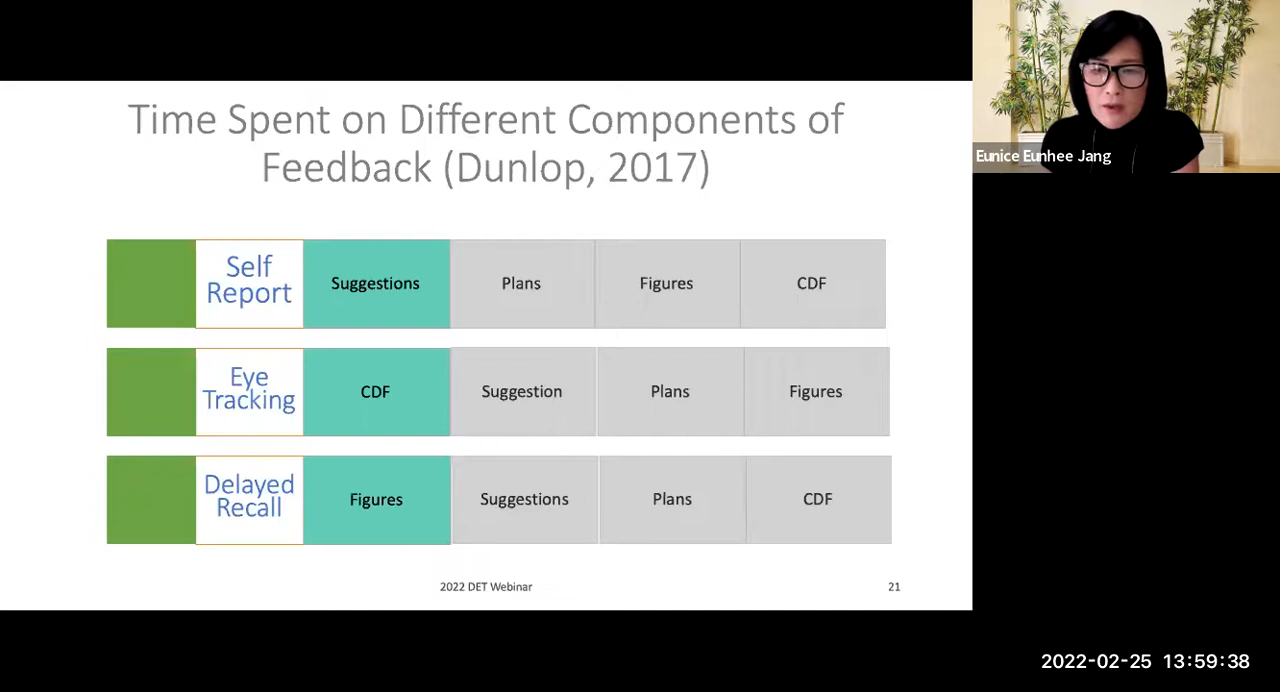 Time Spent on Different Components of
Feedback (Dunlop, 2017)
Self
Report
Suggestions
Plans
Figures
CDF
Eye
Tracking
CDF
Suggestion
Plans
Figures
Delayed
Recall
Figures
Suggestions
Plans
CDF
2022 DET Webinar
21
Eunice Eunhee Jang
2022-02-25 13:59:38